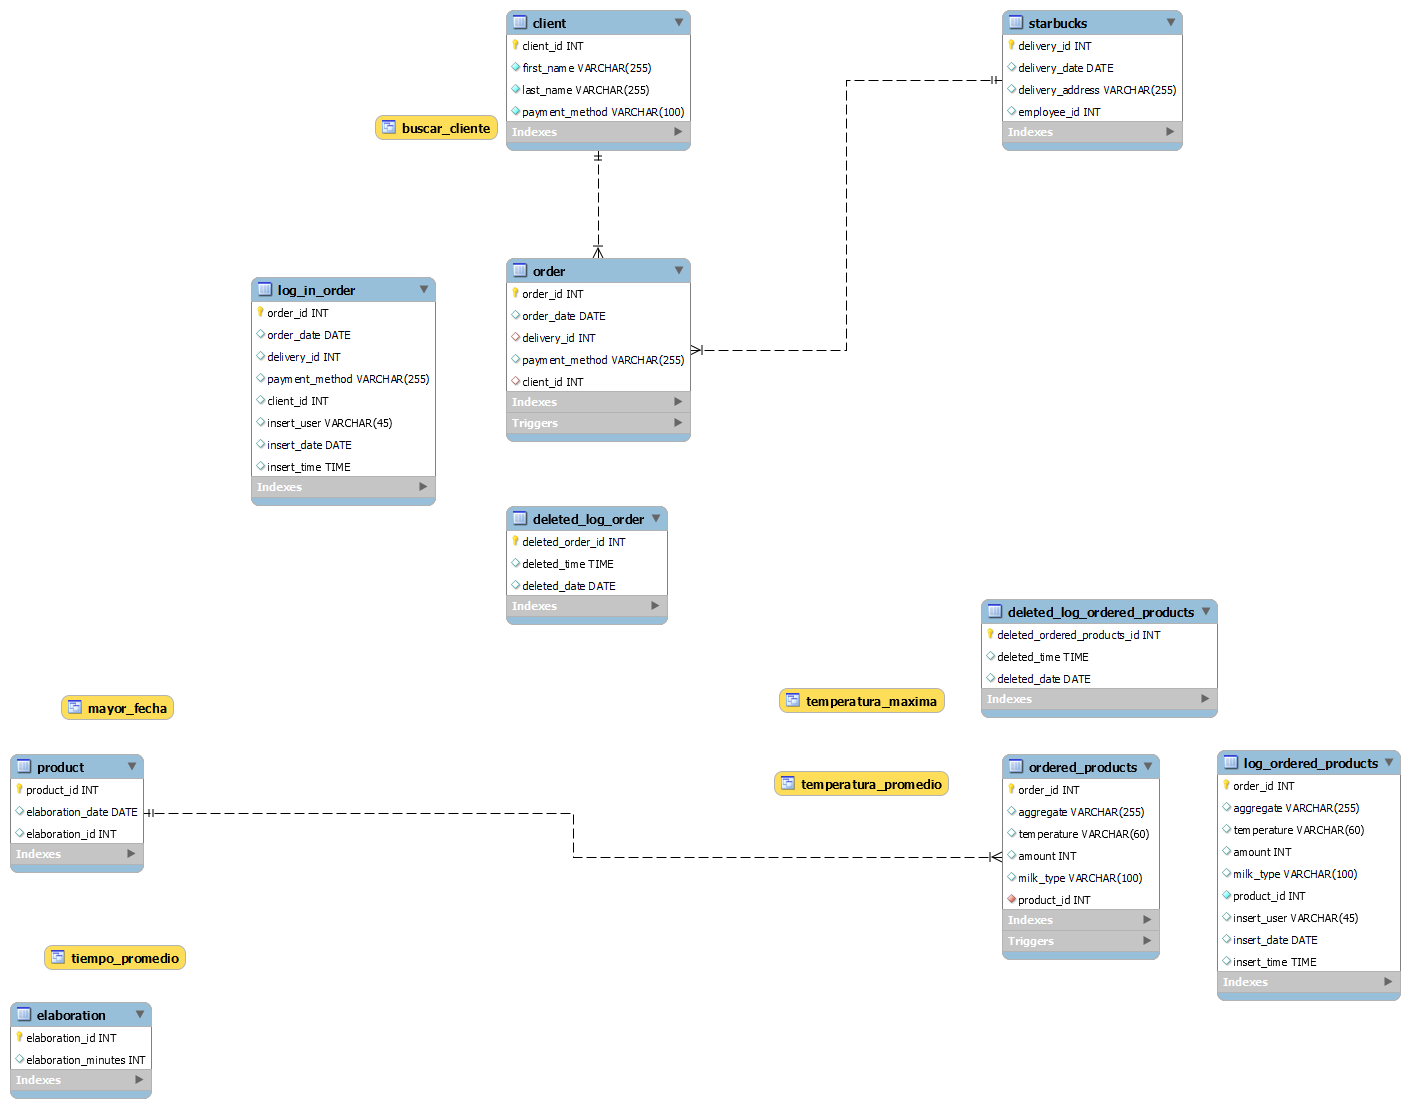 client
client_id INT
first_name VARCHAR(255)
last_name VARCHAR(255)
payment_method VARCHAR(100)
Indexes
starbucks
delivery_id INT
delivery_date DATE
delivery_address VARCHAR(255)
employee_id INT
Indexes
buscar_cliente
log_in_order
order_id INT
order_date DATE
delivery_id INT
payment_method VARCHAR(255)
client_id INT
insert_user VARCHAR(45)
insert_date DATE
insert_time TIME
Indexes
order
order_id INT
order_date DATE
delivery_id INT
payment_method VARCHAR(255)
client_id INT
Indexes
Triggers
deleted_log_order
deleted_order_id INT
deleted_time TIME
deleted_date DATE
Indexes
deleted_log_ordered_products
deleted_ordered_products_id INT
deleted_time TIME
deleted_date DATE
Indexes
mayor_fecha
temperatura_maxima
product
product_id INT
elaboration_date DATE
elaboration_id INT
Indexes
temperatura_promedio
ordered_products
order_id INT
aggregate VARCHAR(255)
temperature VARCHAR(60)
amount INT
milk_type VARCHAR(100)
product_id INT
Indexes
Triggers
log_ordered_products
order_id INT
aggregate VARCHAR(255)
temperature VARCHAR(60)
amount INT
milk_type VARCHAR(100)
product_id INT
insert_user VARCHAR(45)
insert_date DATE
insert_time TIME
Indexes
tiempo_promedio
elaboration
elaboration_id INT
elaboration_minutes INT
Indexes